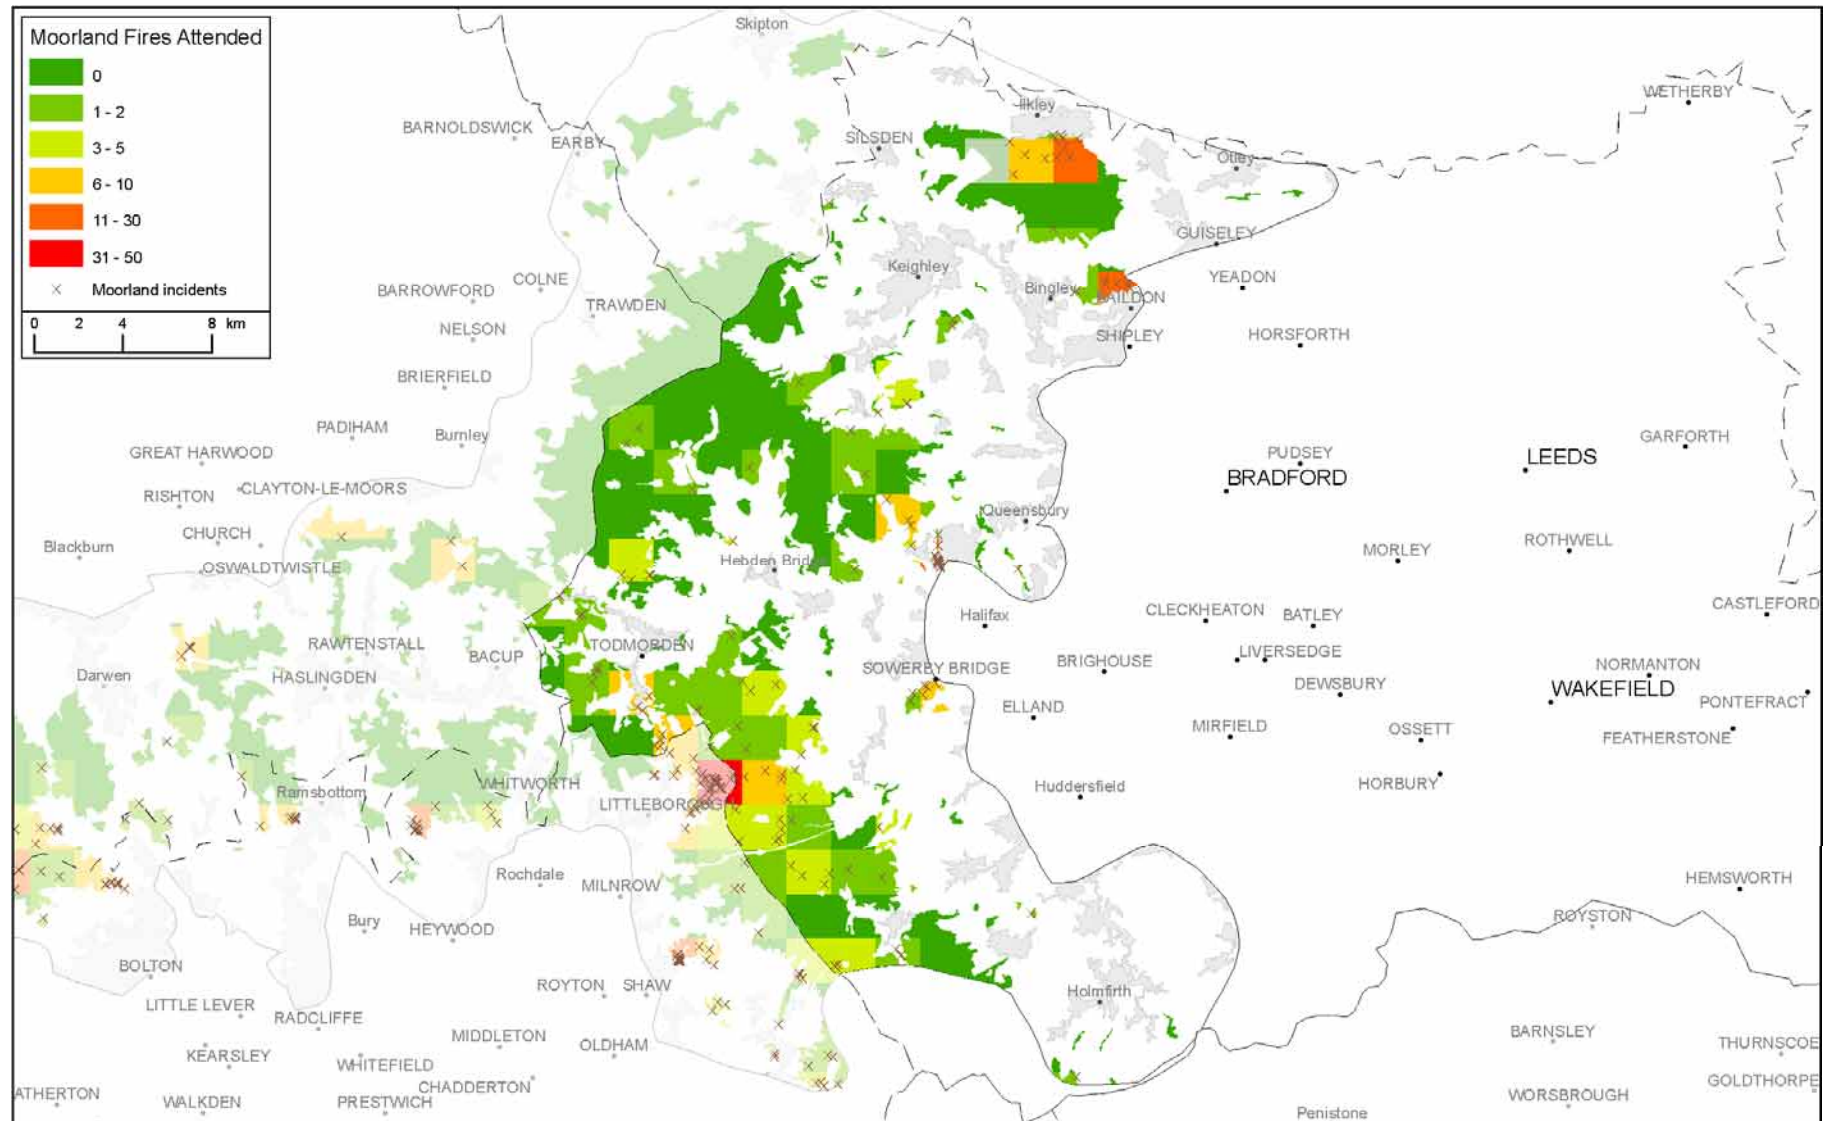 Moorland Fires Attended
0
1 - 2
3 - 5
6 - 10
11 - 30
31 - 50
Moorland incidents
0 2 4 8 km
Skipton
WETHERBY
Ilkley
BARNOLDSWICK
EARBY
SILSDEN
Otley
GUISELEY
Keighley
YEADON
COLNE
BARROWFORD
Bingley
BAILDON
TRAWDEN
NELSON
SHIPLEY
HORSFORTH
BRIERFIELD
PADIHAM
Burnley
GARFORTH
GREAT HARWOOD
PUDSEY
LEEDS
BRADFORD
RISHTON
CLAYTON-LE-MOORS
Queensbury
CHURCH
Blackburn
ROTHWELL
MORLEY
OSWALDTWISTLE
Hebden Brid
CASTLEFORD
Halifax
CLECKHEATON
BATLEY
RAWTENSTALL
TODMORDEN
BACUP
LIVERSEDGE
BRIGHOUSE
SOWERBY BRIDGE
NORMANTON
Darwen
HASLINGDEN
DEWSBURY
WAKEFIELD
PONTEFRACT
ELLAND
MIRFIELD
OSSETT
FEATHERSTONE
WHITWORTH
HORBURY
Ramsbottom
Huddersfield
LITTLEBOROUG
Rochdale
MILNROW
HEMSWORTH
ROYSTON
Bury
HEYWOOD
BOLTON
ROYTON
SHAW
Holmfirth
LITTLE LEVER
RADCLIFFE
MIDDLETON
BARNSLEY
OLDHAM
THURNSCOE
KEARSLEY
WHITEFIELD
CHADDERTON
GOLDTHORPE
ATHERTON
WALKDEN
PRESTWICH
WORSBROUGH
Penistone